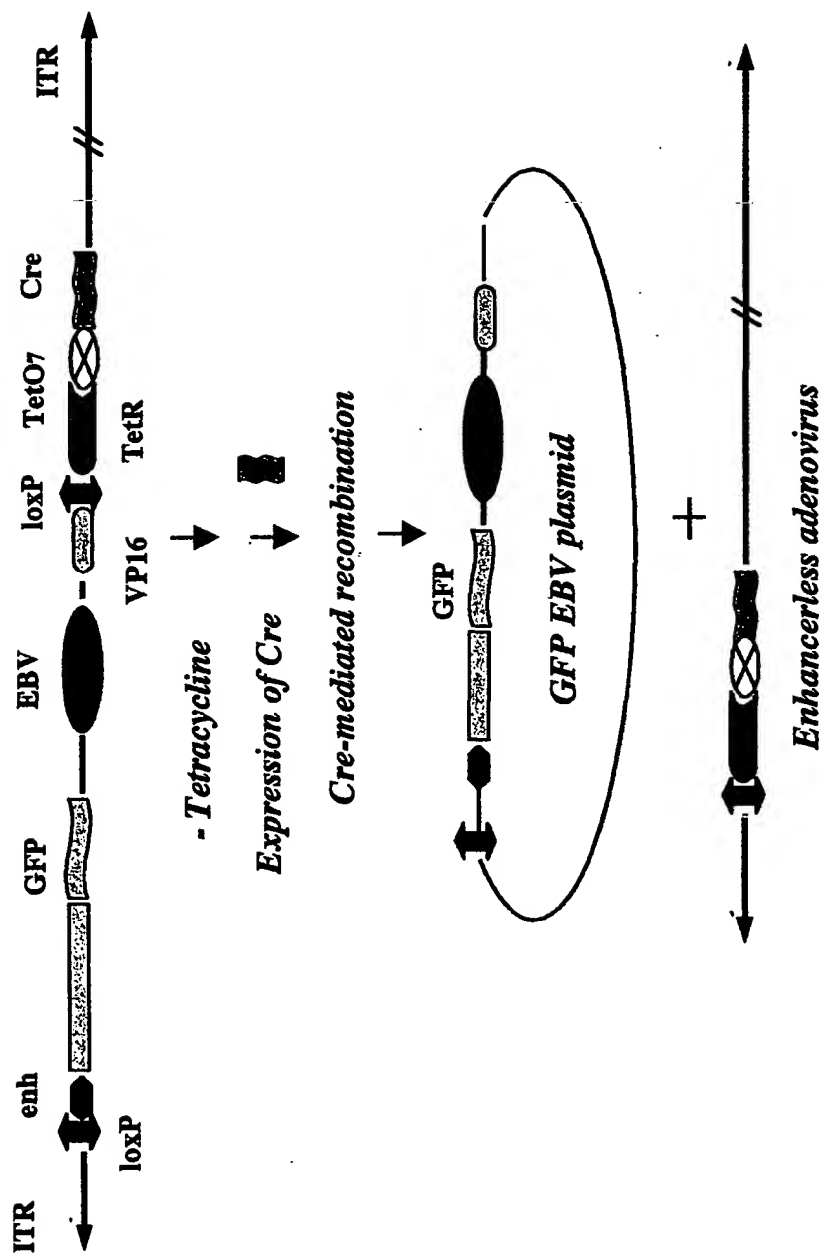 ITR
enh
loxP
GFP
EBV
VP16
loxP
TetO7
TetR
Cre
ITR
- Tetracycline
Expression of Cre
Cre-mediated recombination
GFP
GFP EBV plasmid
+
Enhancerless adenovirus